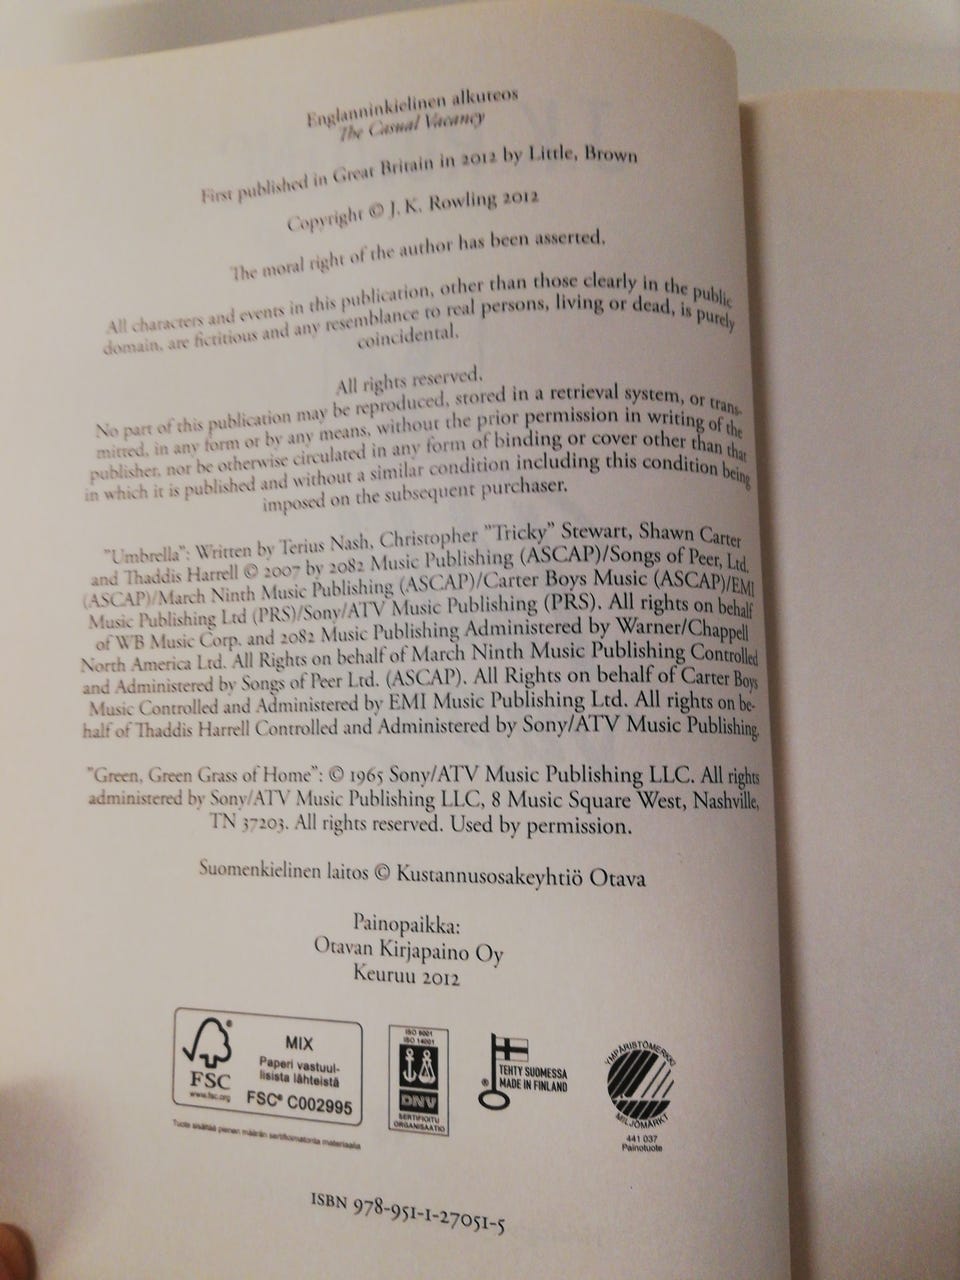 Englanninkielinen alkuteos
The Casual Vacancy
First published in Great Britain in 2012 by Little, Brown
Copyright © J. K. Rowling 2012
The moral right of the author has been asserted.
All characters and events in this publication, other than those clearly in the public
domain, are fictitious and any resemblance to real persons, living or dead, is purely
coincidental.
All rights reserved.
No part of this publication may be reproduced, stored in a retrieval system, or trans-
mitted, in any form or by any means, without the prior permission in writing of the
publisher, nor be otherwise circulated in any form of binding or cover other than that
in which it is published and without a similar condition including this condition being
imposed on the subsequent purchaser.
"Umbrella": Written by Terius Nash, Christopher "Tricky" Stewart, Shawn Carter
and Thaddis Harrell © 2007 by 2082 Music Publishing (ASCAP)/Songs of Peer, Ltd.
(ASCAP)/March Ninth Music Publishing (ASCAP)/Carter Boys Music (ASCAP)/EMI
Music Publishing Ltd (PRS)/Sony/ATV Music Publishing (PRS). All rights on behalf
of WB Music Corp. and 2082 Music Publishing Administered by Warner/Chappell
North America Ltd. All Rights on behalf of March Ninth Music Publishing Controlled
and Administered by Songs of Peer Ltd. (ASCAP). All Rights on behalf of Carter Boys
Music Controlled and Administered by EMI Music Publishing Ltd. All rights on be-
half of Thaddis Harrell Controlled and Administered by Sony/ATV Music Publishing.
"Green, Green Grass of Home": © 1965 Sony/ATV Music Publishing LLC. All rights
administered by Sony/ATV Music Publishing LLC, 8 Music Square West, Nashville,
TN 37203. All rights reserved. Used by permission.
Suomenkielinen laitos © Kustannusosakeyhtiö Otava
Painopaikka:
Otavan Kirjapaino Oy
Keuruu 2012
FSC
www.fsc.org
MIX
Paperi vastuul-
lisista lähteistä
FSC® C002995
Tuote sisältää pienen määrän sertifioimatonta materiaalia
ISO 9001
ISO 14001
DNV
SERTIFIOITU
ORGANISAATIO
TEHTY SUOMESSA
MADE IN FINLAND
YMPÄRISTÖMERKKI
MILJÖMÄRKT
441 037
Painotuote
ISBN 978-951-1-27051-5